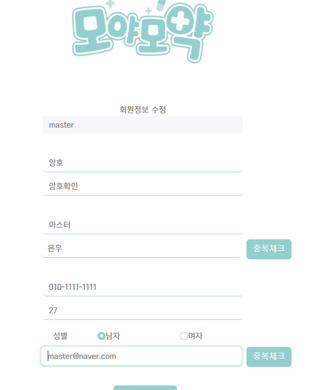 모야모약
회원정보 수정
master
암호
암호확인
마스터
은우
중복체크
010-1111-1111
27
성별 남자 여자
master@naver.com
중복체크